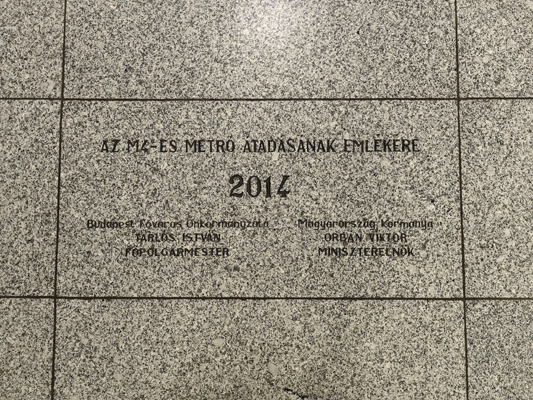 AZ M4-ES METRÓ ÁTADÁSÁNAK EMLÉKÉRE
2014
Budapest Főváros Önkormányzata
TARLÓS ISTVÁN
FŐPOLGÁRMESTER
Magyarország Kormánya
ORBÁN VIKTOR
MINISZTERELNÖK